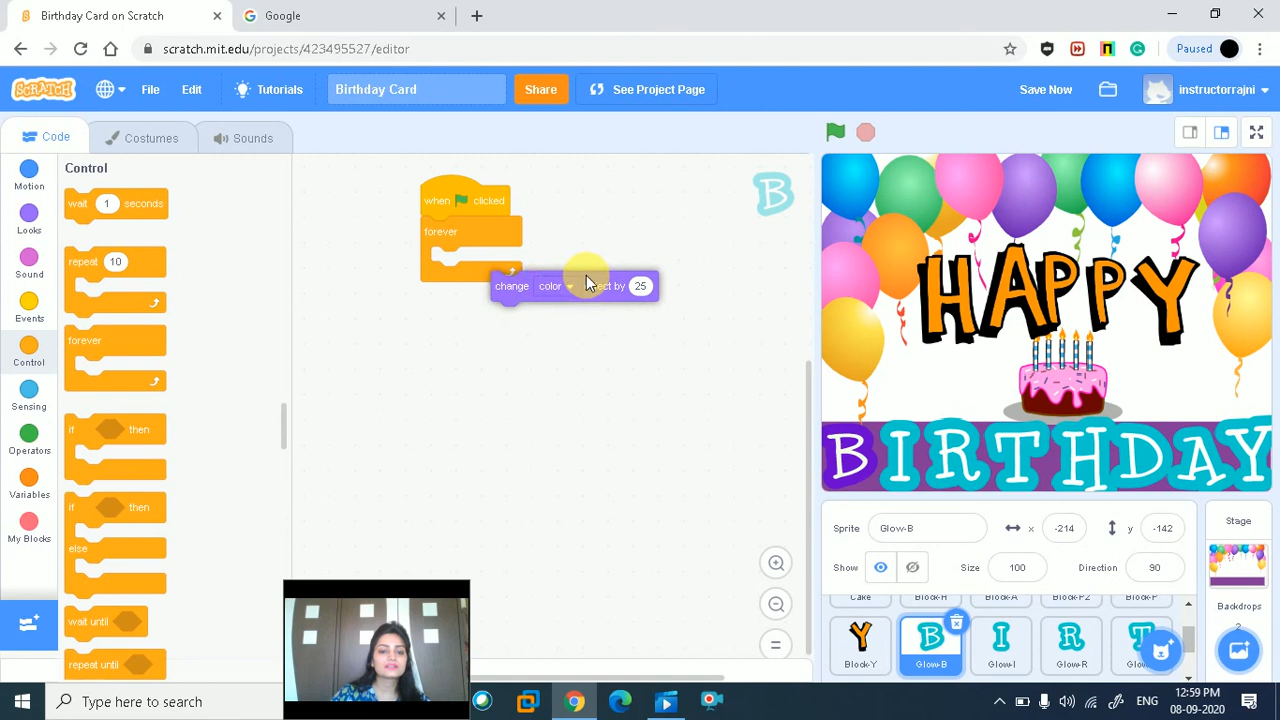 Birthday Card on Scratch
Google
scratch.mit.edu/projects/423495527/editor
Paused
SCRATCH
File
Edit
Tutorials
Birthday Card
Share
See Project Page
Save Now
instructorrajni
Code
Costumes
Sounds
Motion
Looks
Sound
Events
Control
Sensing
Operators
Variables
My Blocks
Control
wait 1 seconds
repeat 10
forever
if then
if then
else
wait until
repeat until
when clicked
forever
change color by 25
B
HAPPY
BIRTHDAY
Sprite Glow-B x -214 y -142
Show Size 100 Direction 90
Cake Block-H Block-A Block-P2 Block-P
Y B I R T
Block-Y Glow-B Glow-I Glow-R
Stage
Backdrops
2
Type here to search
ENG
12:59 PM
08-09-2020